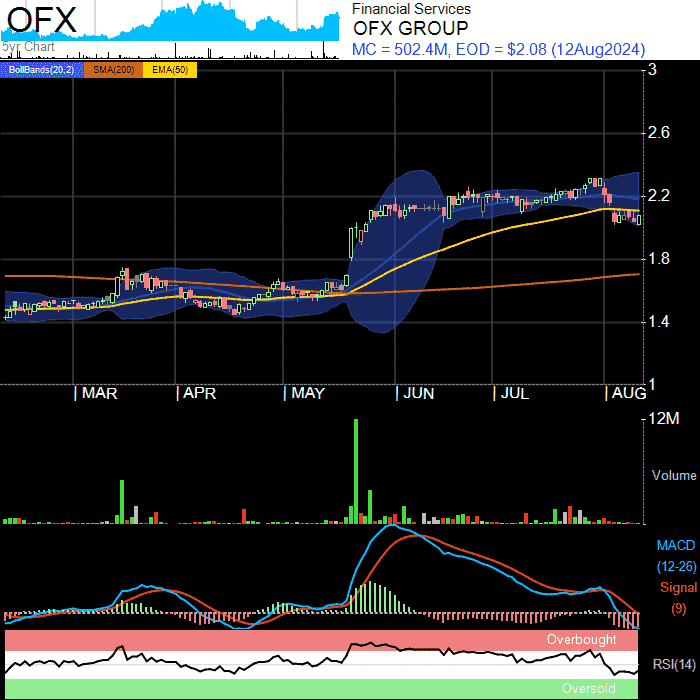 OFX
5yr Chart
Financial Services
OFX GROUP
MC = 502.4M, EOD = $2.08 (12Aug2024)
BollBands(20,2) SMA(200) EMA(50)
3
2.6
2.2
1.8
1.4
1
| MAR | APR | MAY | JUN | JUL | AUG
12M
Volume
MACD
(12-26)
Signal
(9)
Overbought
RSI(14)
Oversold